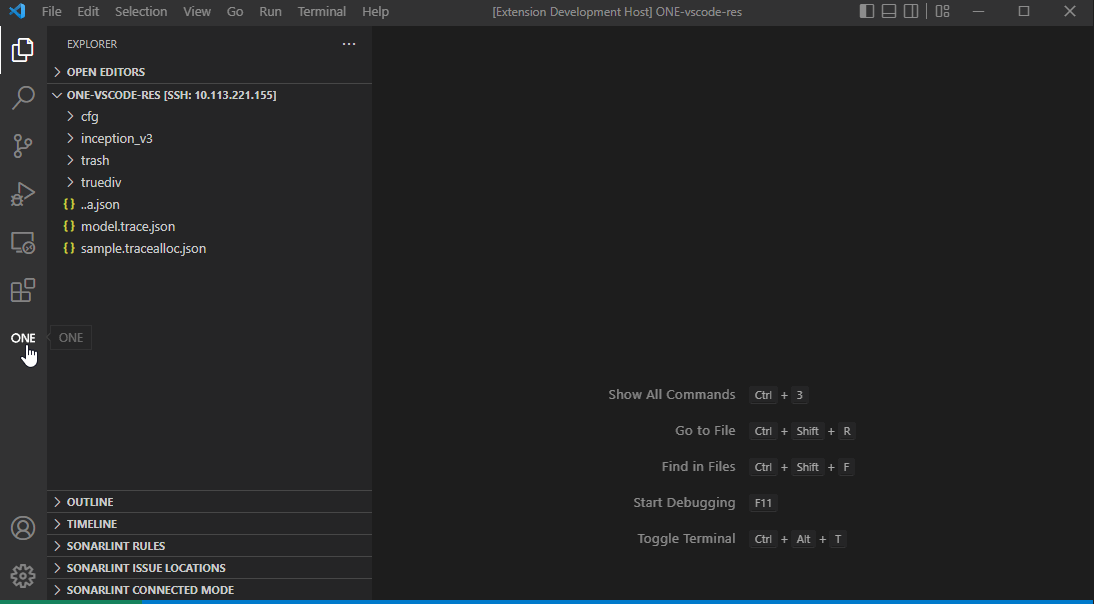 File Edit Selection View Go Run Terminal Help [Extension Development Host] ONE-vscode-res
EXPLORER
OPEN EDITORS
ONE-VSCODE-RES [SSH: 10.113.221.155]
cfg
inception_v3
trash
truediv
{} ..a.json
{} model.trace.json
{} sample.tracealloc.json
ONE ONE
Show All Commands Ctrl + 3
Go to File Ctrl + Shift + R
Find in Files Ctrl + Shift + F
Start Debugging F11
Toggle Terminal Ctrl + Alt + T
OUTLINE
TIMELINE
SONARLINT RULES
SONARLINT ISSUE LOCATIONS
SONARLINT CONNECTED MODE